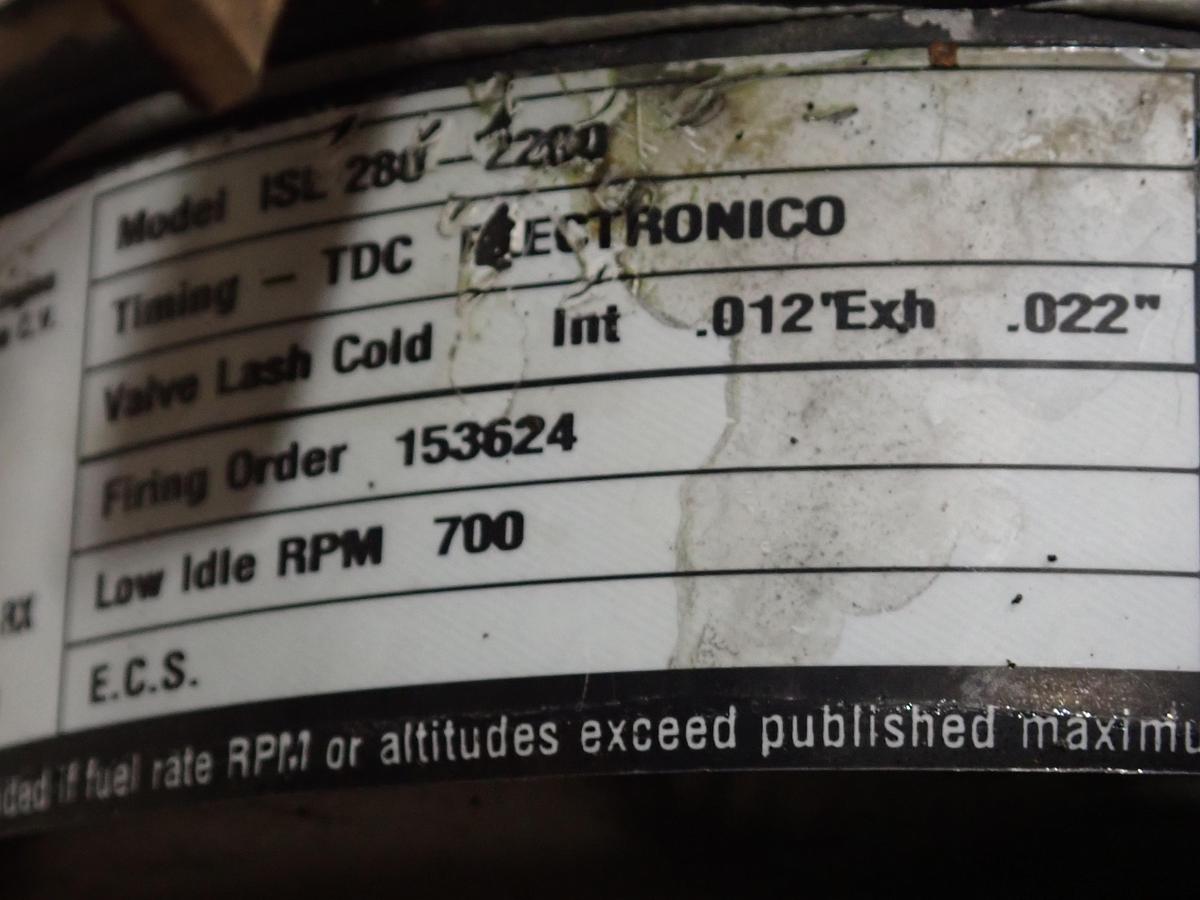 Model ISL 280 - 2200
Timing - TDC ELECTRONICO
Valve Lash Cold Int .012" Exh .022"
Firing Order 153624
Low Idle RPM 700
E.C.S.
C.V.
RX
if fuel rate RPM or altitudes exceed published